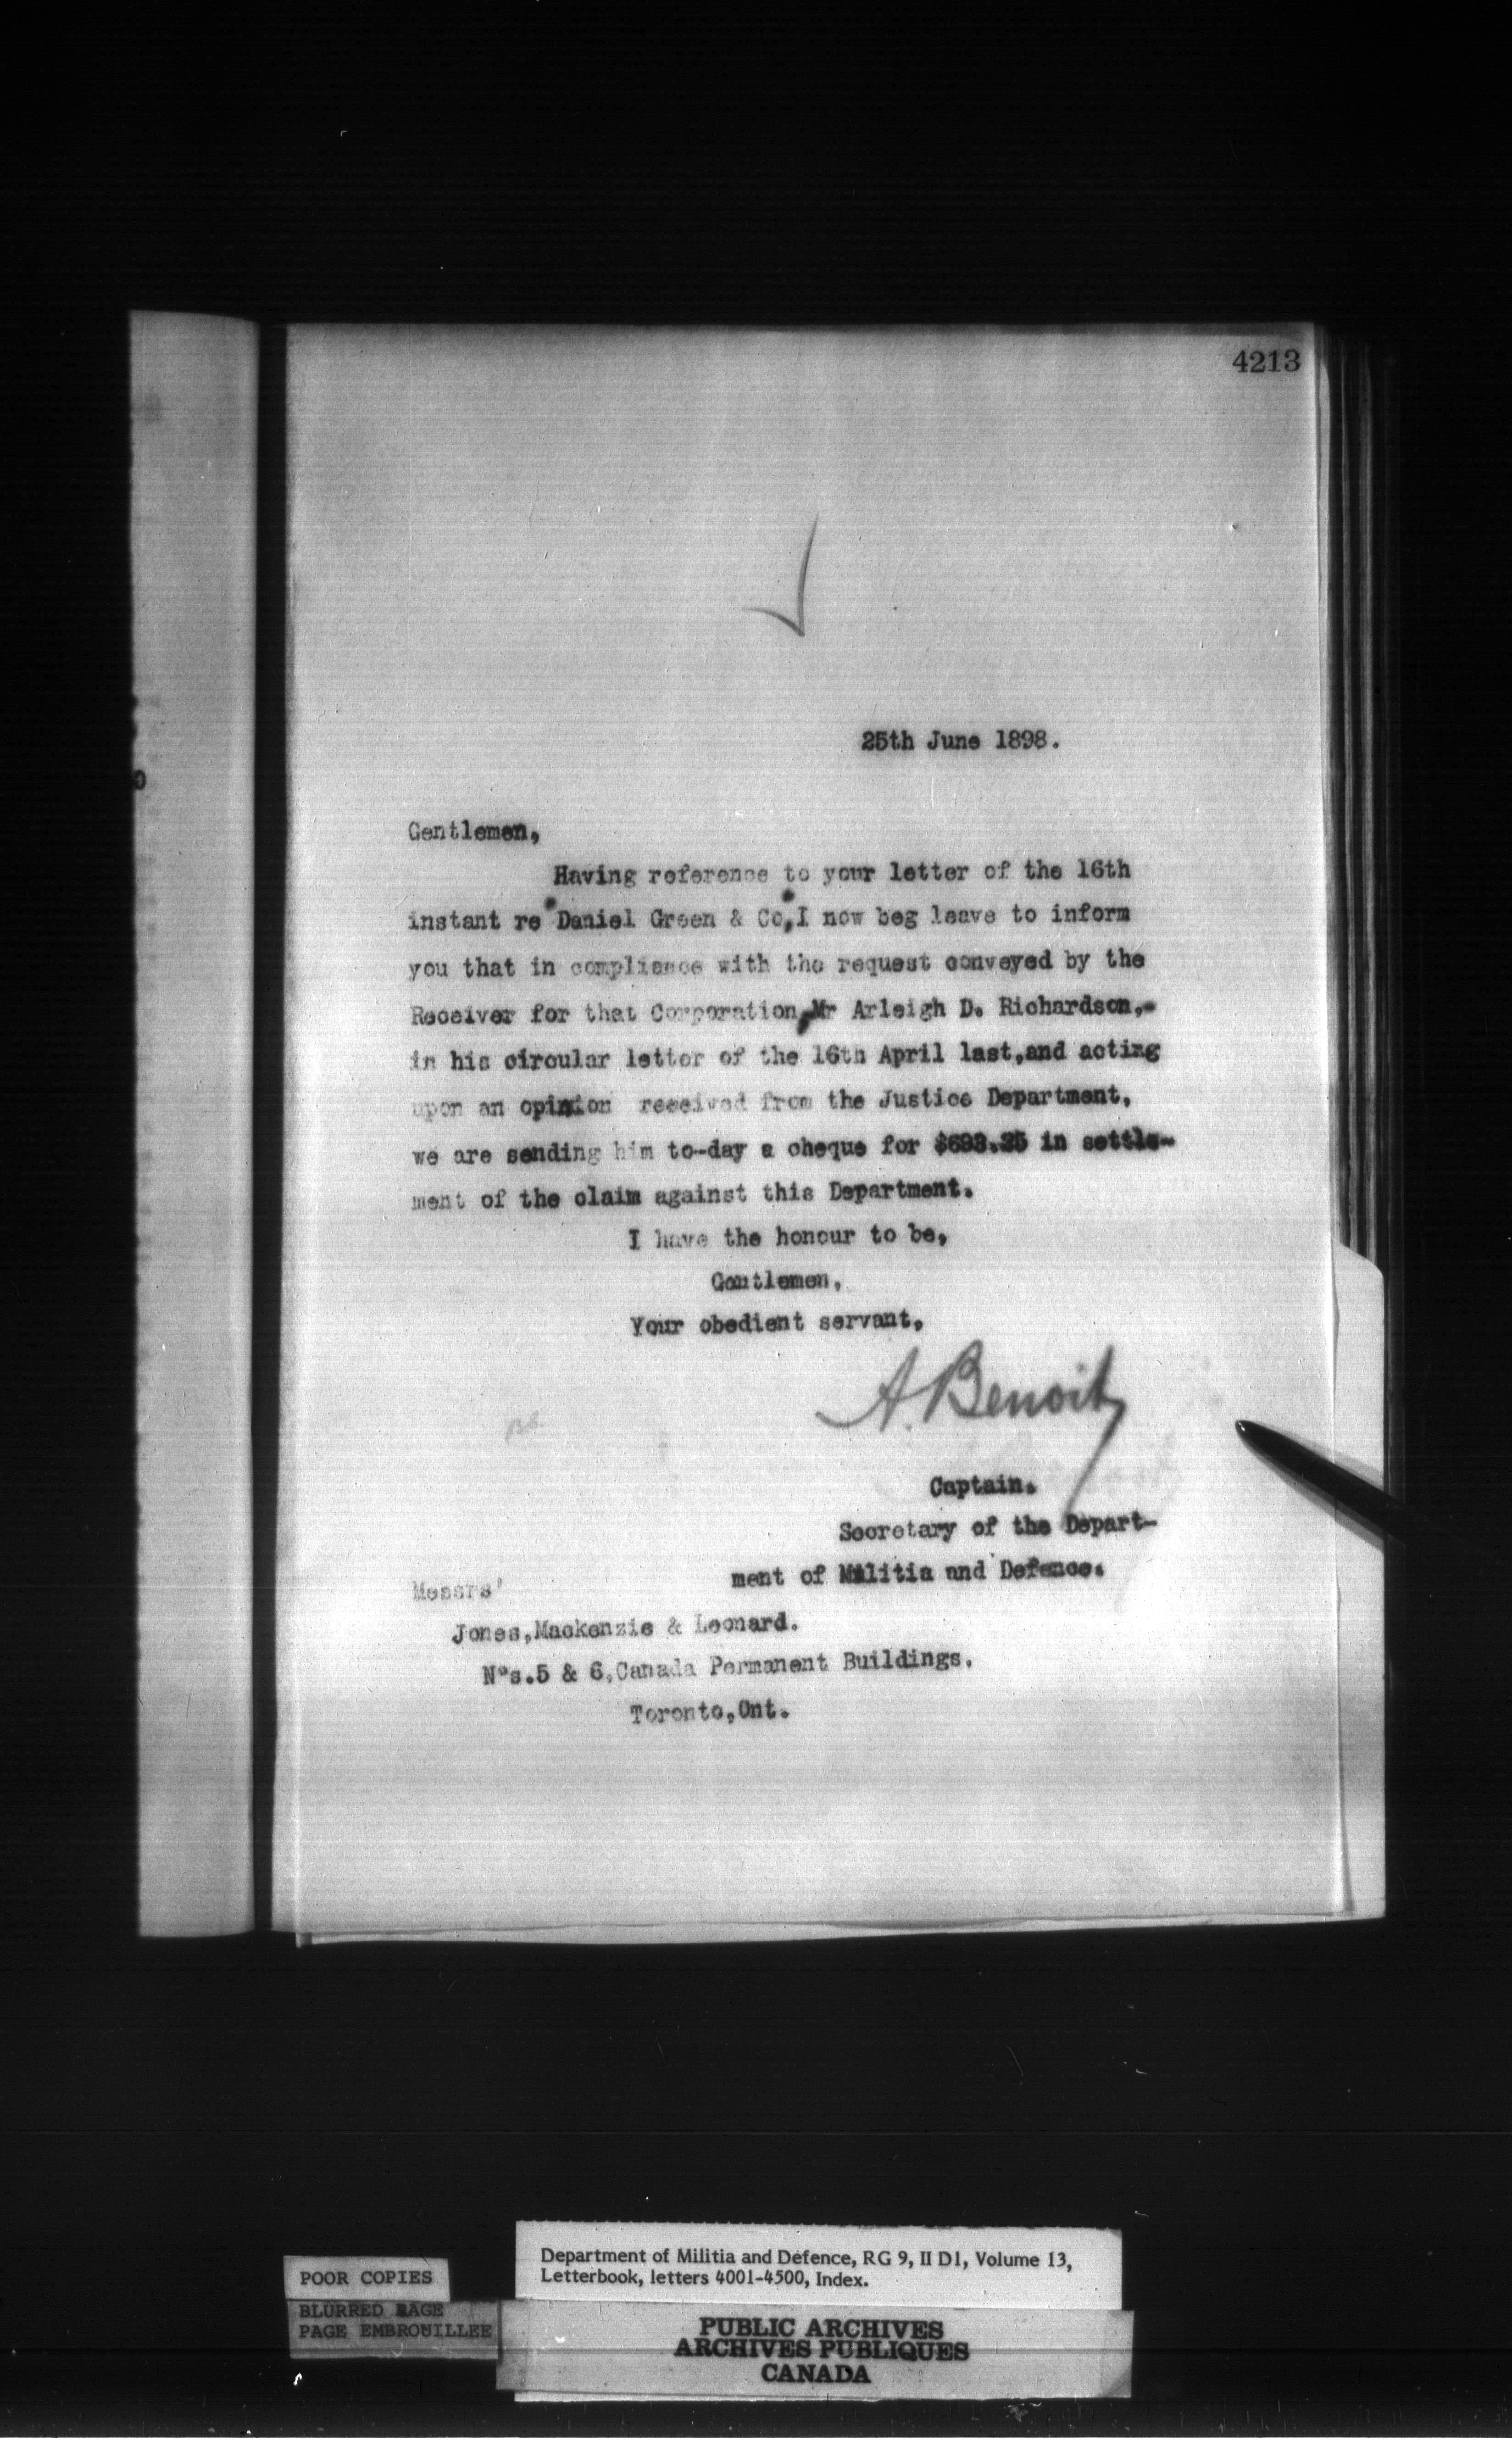 4213
25th June 1898.
Gentlemen,
Having reference to your letter of the 16th
instant re Daniel Green & Co, I now beg leave to inform
you that in compliance with the request conveyed by the
Receiver for that Corporation, Mr Arleigh D. Richardson,-
in his circular letter of the 16th April last,and acting
upon an opinion received from the Justice Department,
we are sending him to-day a cheque for $693.25 in settle-
ment of the claim against this Department.
I have the honour to be,
Gentlemen,
Your obedient servant,
A. Benoit
Captain.
Secretary of the Depart-
ment of Militia and Defence.
Messrs'
Jones,Mackenzie & Leonard.
N°s.5 & 6,Canada Permanent Buildings.
Toronto,Ont.
Department of Militia and Defence, RG 9, II D1, Volume 13,
Letterbook, letters 4001-4500, Index.
POOR COPIES
BLURRED PAGE
PAGE EMBROUILLEE
PUBLIC ARCHIVES
ARCHIVES PUBLIQUES
CANADA